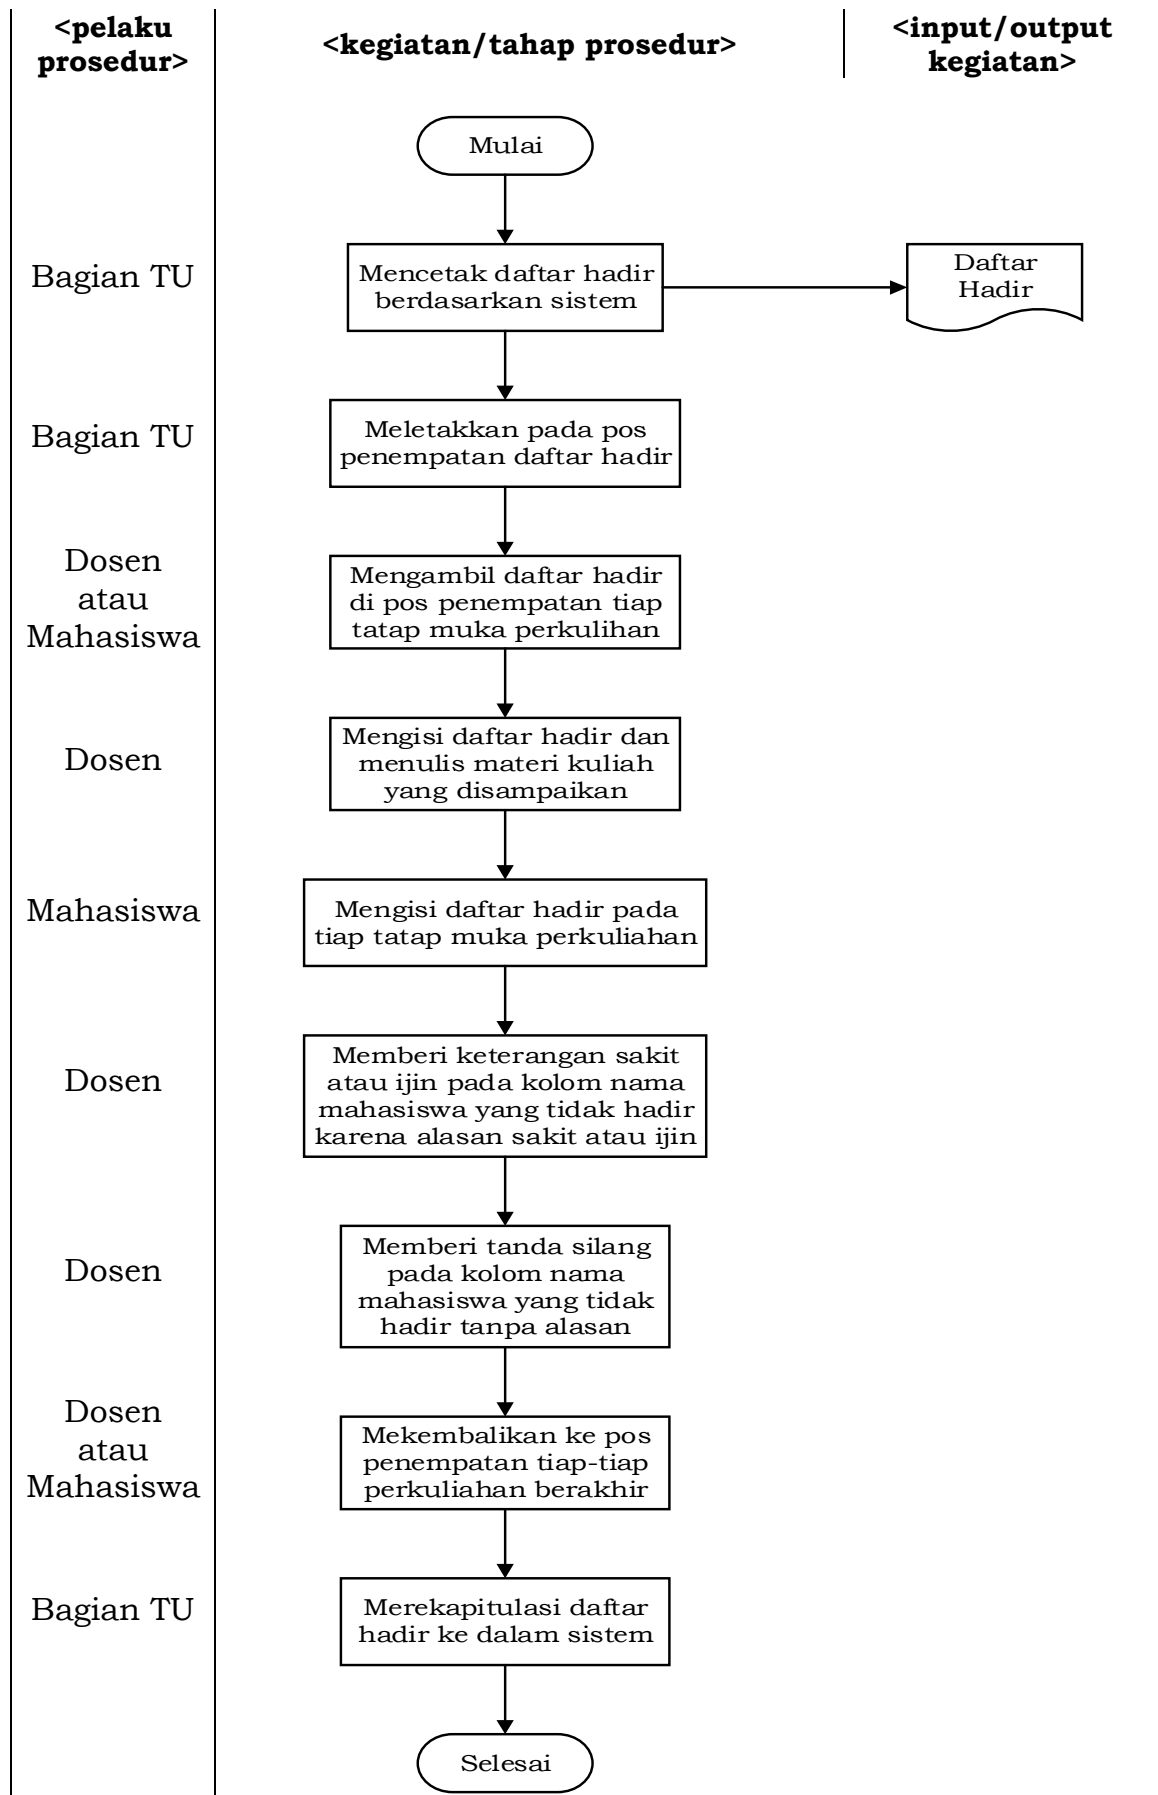 <pelaku
prosedur>
<kegiatan/tahap prosedur>
<input/output
kegiatan>
Mulai
Bagian TU
Mencetak daftar hadir
berdasarkan sistem
Daftar
Hadir
Bagian TU
Meletakkan pada pos
penempatan daftar hadir
Dosen
atau
Mahasiswa
Mengambil daftar hadir
di pos penempatan tiap
tatap muka perkulihan
Dosen
Mengisi daftar hadir dan
menulis materi kuliah
yang disampaikan
Mahasiswa
Mengisi daftar hadir pada
tiap tatap muka perkuliahan
Dosen
Memberi keterangan sakit
atau ijin pada kolom nama
mahasiswa yang tidak hadir
karena alasan sakit atau ijin
Dosen
Memberi tanda silang
pada kolom nama
mahasiswa yang tidak
hadir tanpa alasan
Dosen
atau
Mahasiswa
Mekembalikan ke pos
penempatan tiap-tiap
perkuliahan berakhir
Bagian TU
Merekapitulasi daftar
hadir ke dalam sistem
Selesai